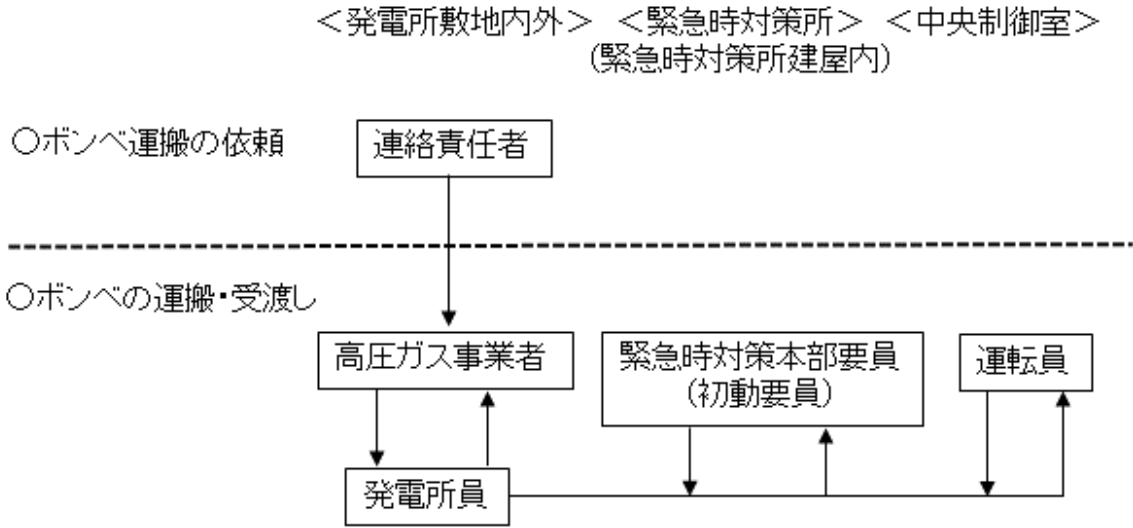 ＜発電所敷地内外＞ ＜緊急時対策所＞ ＜中央制御室＞
(緊急時対策所建屋内)
〇ボンベ運搬の依頼
連絡責任者
〇ボンベの運搬・受渡し
高圧ガス事業者
緊急時対策本部要員
(初動要員)
運転員
発電所員